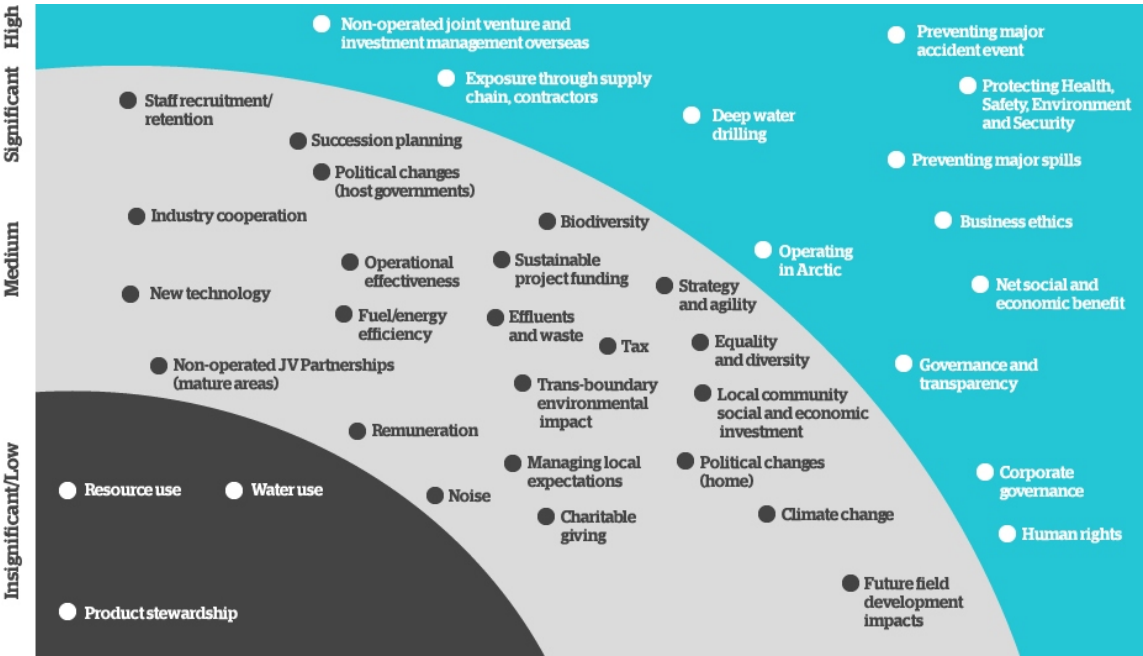 High
Significant
Medium
Insignificant/Low
Non-operated joint venture and
investment management overseas
Preventing major
accident event
Exposure through supply
chain, contractors
Protecting Health,
Safety, Environment
and Security
Staff recruitment/
retention
Deep water
drilling
Succession planning
Preventing major spills
Political changes
(host governments)
Industry cooperation
Biodiversity
Business ethics
Operating
in Arctic
Operational
effectiveness
Sustainable
project funding
Strategy
and agility
Net social and
economic benefit
New technology
Fuel/energy
efficiency
Effluents
and waste
Tax
Equality
and diversity
Non-operated JV Partnerships
(mature areas)
Governance and
transparency
Trans-boundary
environmental
impact
Local community
social and economic
investment
Remuneration
Managing local
expectations
Political changes
(home)
Corporate
governance
Resource use
Water use
Noise
Charitable
giving
Climate change
Human rights
Future field
development
impacts
Product stewardship